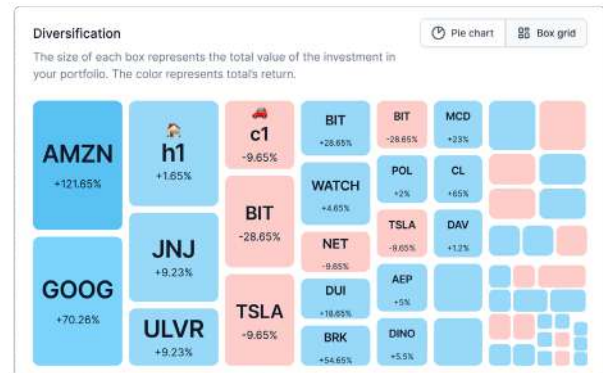 Diversification
Pie chart
Box grid
The size of each box represents the total value of the investment in
your portfolio. The color represents total's return.
AMZN
+121.65%
GOOG
+70.26%
h1
+1.65%
JNJ
+9.23%
ULVR
+9.23%
c1
-9.65%
BIT
-28.65%
TSLA
-9.65%
BIT
+28.65%
WATCH
+4.65%
NET
-9.65%
DUI
+18.65%
BRK
+54.65%
BIT
-28.65%
POL
+2%
TSLA
-9.65%
AEP
+5%
DINO
+5.5%
MCD
+23%
CL
+65%
DAV
+1.2%